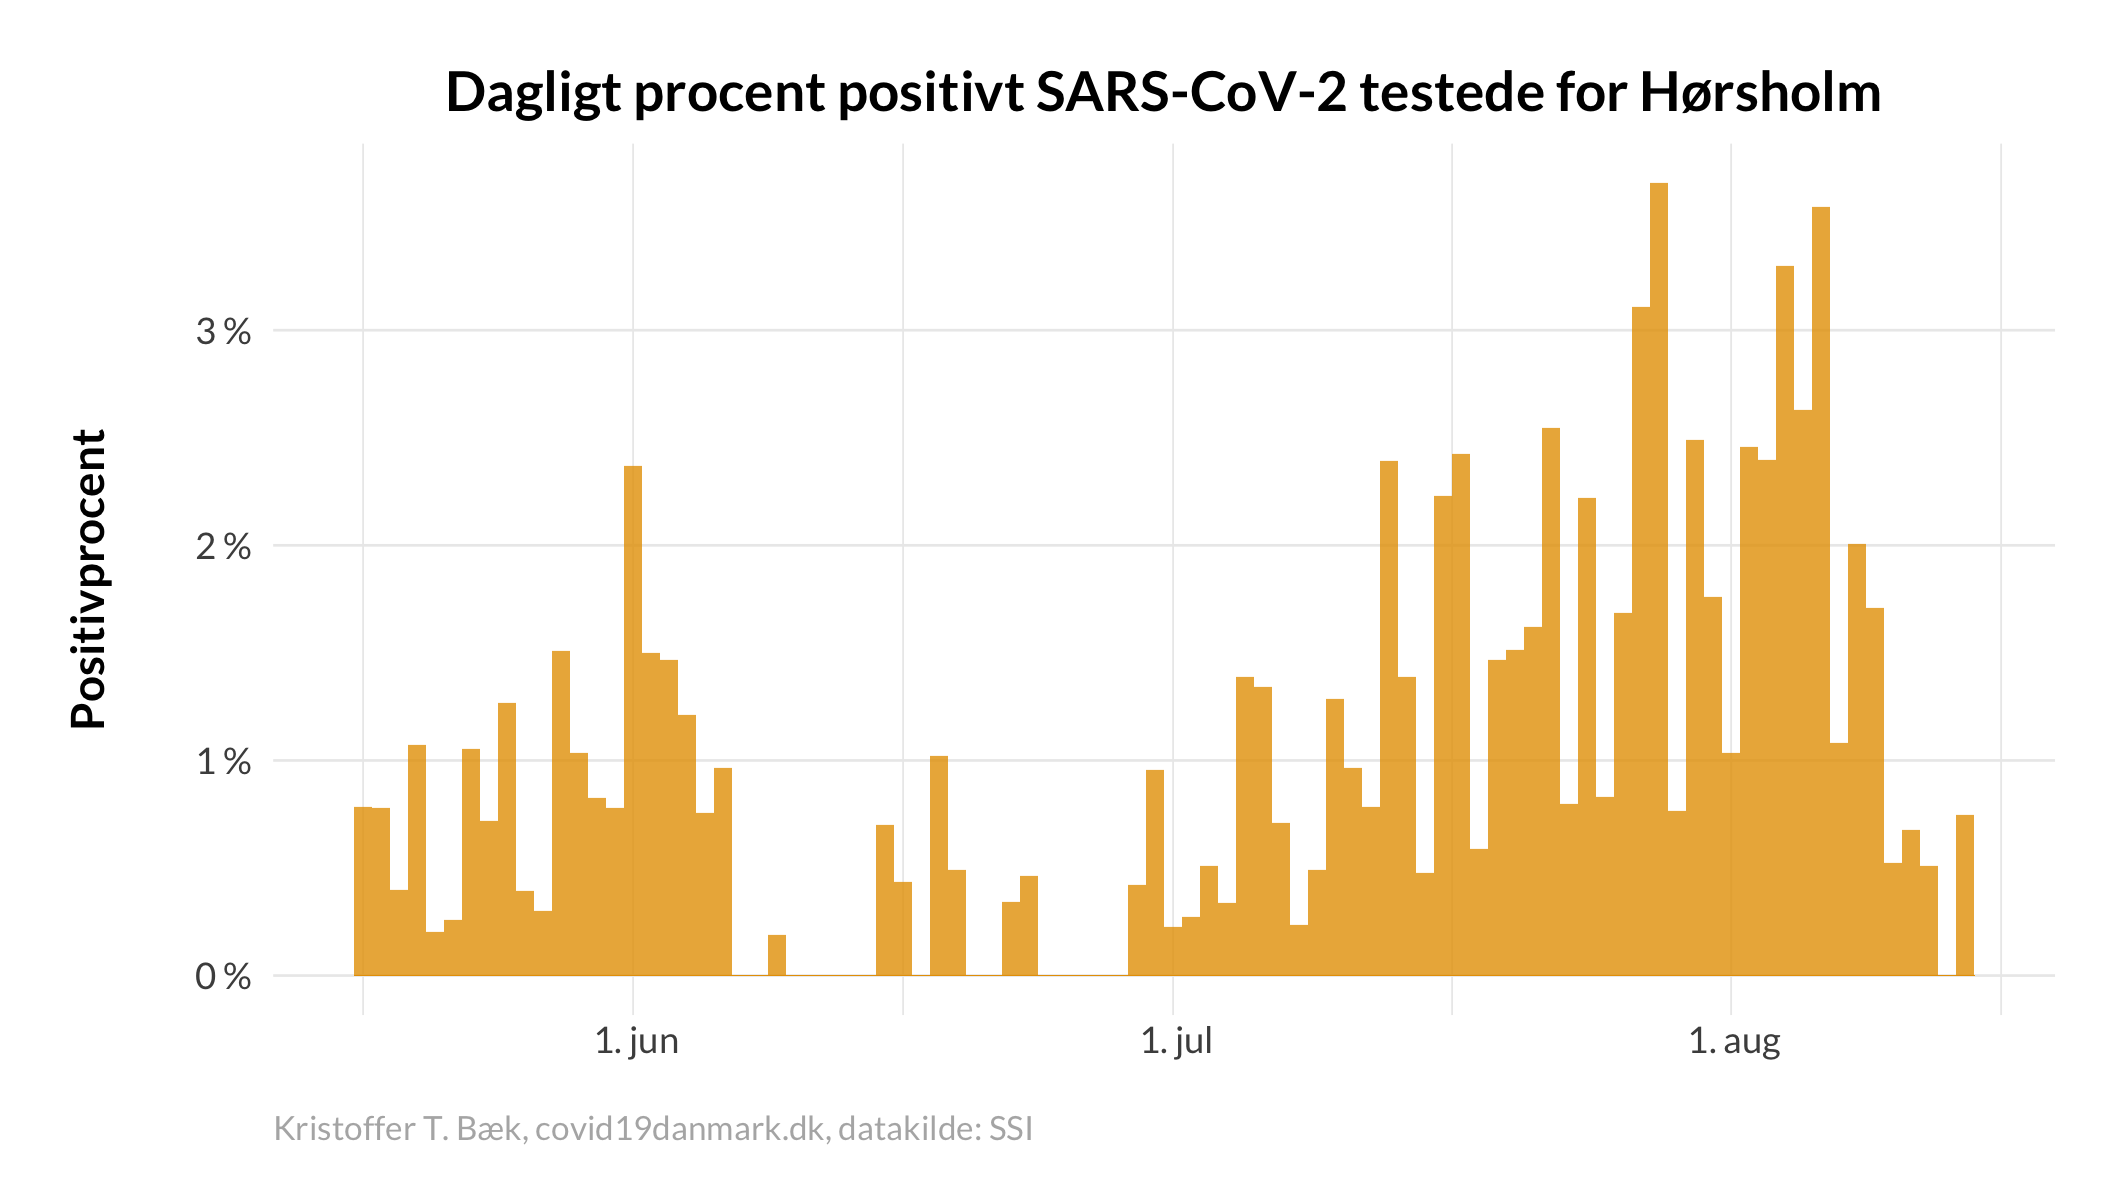 Dagligt procent positivt SARS-CoV-2 testede for Hørsholm
Positivprocent
3 %
2 %
1 %
0 %
1. jun
1. jul
1. aug
Kristoffer T. Bæk, covid19danmark.dk, datakilde: SSI